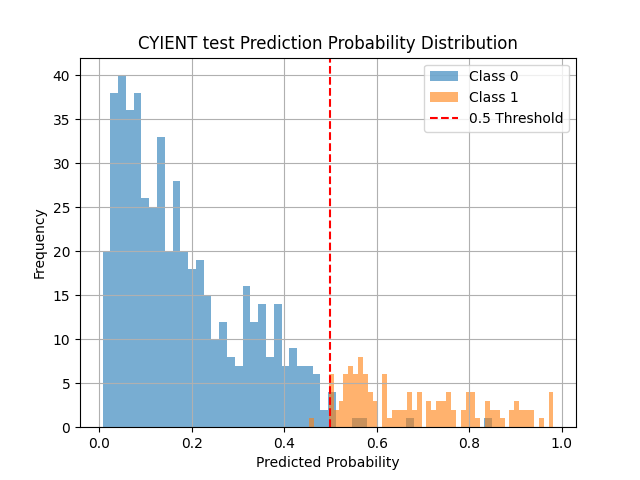 CYIENT test Prediction Probability Distribution
Class 0
Class 1
0.5 Threshold
Frequency
40
35
30
25
20
15
10
5
0
0.0 0.2 0.4 0.6 0.8 1.0
Predicted Probability